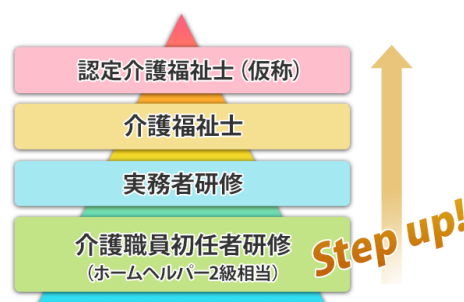 認定介護福祉士（仮称）
介護福祉士
実務者研修
介護職員初任者研修
（ホームヘルパー2級相当）
Step up!